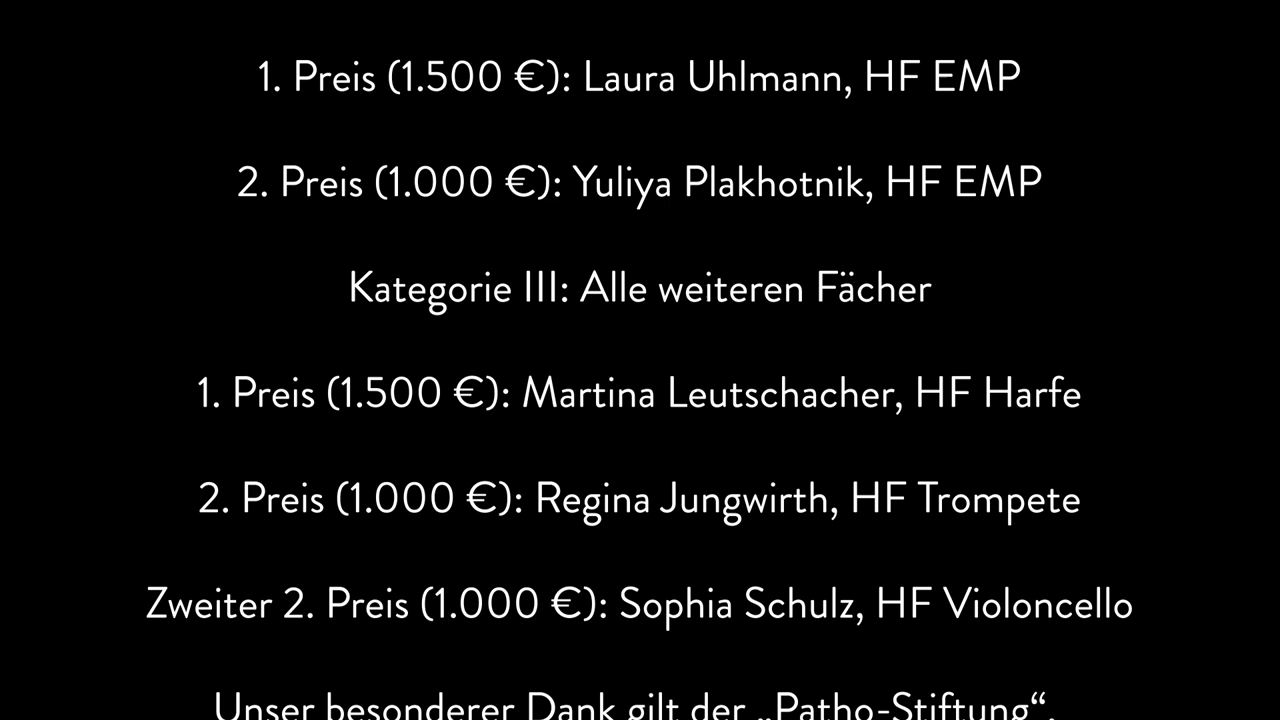 1. Preis (1.500 €): Laura Uhlmann, HF EMP
2. Preis (1.000 €): Yuliya Plakhotnik, HF EMP
Kategorie III: Alle weiteren Fächer
1. Preis (1.500 €): Martina Leutschacher, HF Harfe
2. Preis (1.000 €): Regina Jungwirth, HF Trompete
Zweiter 2. Preis (1.000 €): Sophia Schulz, HF Violoncello
Unser besonderer Dank gilt der „Patho-Stiftung“.